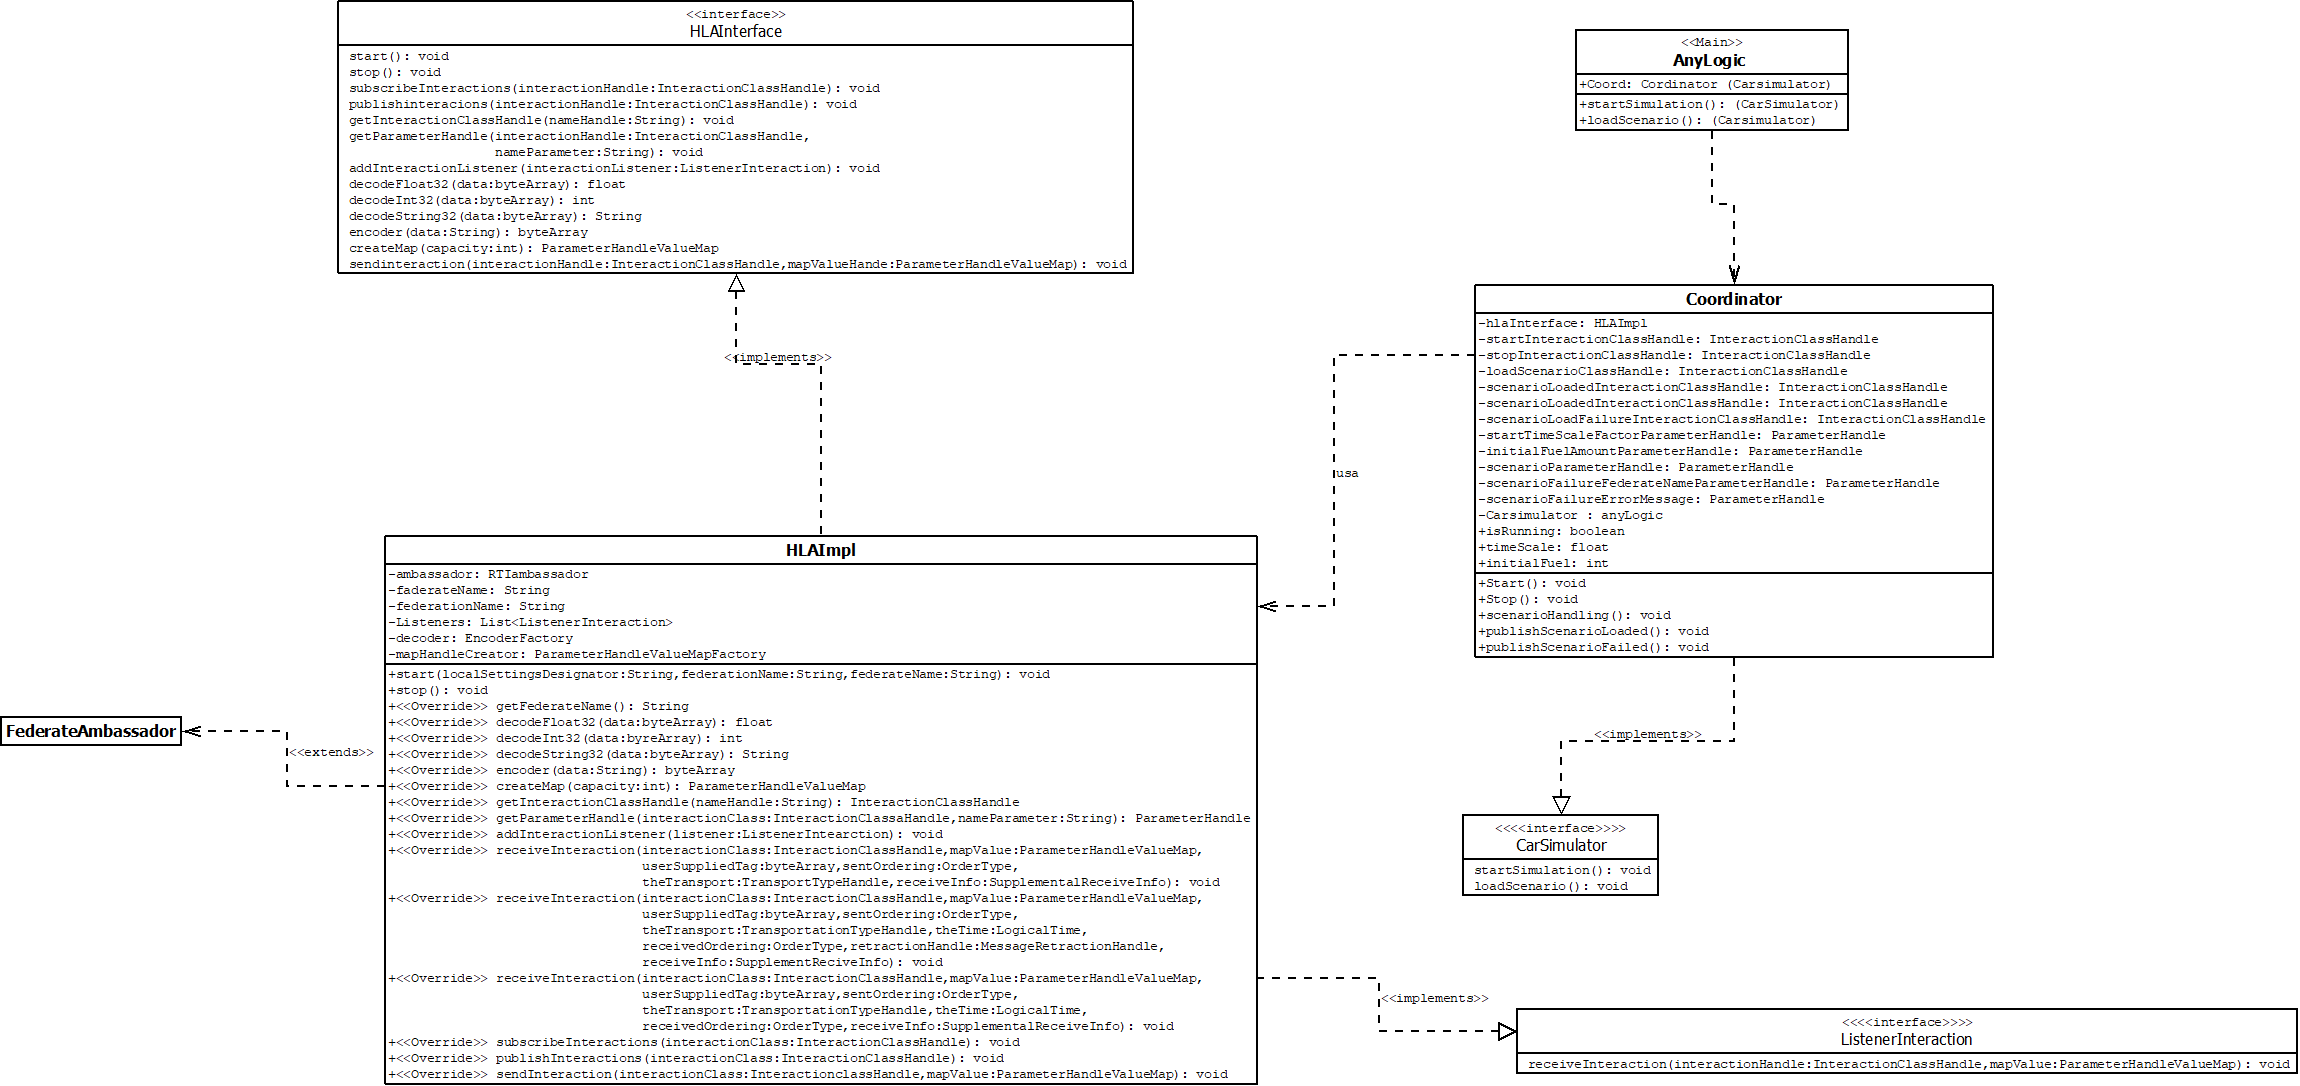 <<interface>>
HLAInterface
start(): void
stop(): void
subscribeInteractions(interactionHandle:InteractionClassHandle): void
publishinteracions(interactionHandle:InteractionClassHandle): void
getInteractionClassHandle(nameHandle:String): void
getParameterHandle(interactionHandle:InteractionClassHandle,
nameParameter:String): void
addInteractionListener(interactionListener:ListenerInteraction): void
decodeFloat32(data:byteArray): float
decodeInt32(data:byteArray): int
decodeString32(data:byteArray): String
encoder(data:String): byteArray
createMap(capacity:int): ParameterHandleValueMap
sendinteraction(interactionHandle:InteractionClassHandle,mapValueHande:ParameterHandleValueMap): void
<<Main>>
AnyLogic
+Coord: Cordinator (Carsimulator)
+startSimulation(): (CarSimulator)
+loadScenario(): (Carsimulator)
<<implements>>
Coordinator
-hlaInterface: HLAImpl
-startInteractionClassHandle: InteractionClassHandle
-stopInteractionClassHandle: InteractionClassHandle
-loadScenarioClassHandle: InteractionClassHandle
-scenarioLoadedInteractionClassHandle: InteractionClassHandle
-scenarioLoadedInteractionClassHandle: InteractionClassHandle
-scenarioLoadFailureInteractionClassHandle: InteractionClassHandle
-startTimeScaleFactorParameterHandle: ParameterHandle
-initialFuelAmountParameterHandle: ParameterHandle
-scenarioParameterHandle: ParameterHandle
-scenarioFailureFederateNameParameterHandle: ParameterHandle
-scenarioFailureErrorMessage: ParameterHandle
-Carsimulator : anyLogic
+isRunning: boolean
+timeScale: float
+initialFuel: int
+Start(): void
+Stop(): void
+scenarioHandling(): void
+publishScenarioLoaded(): void
+publishScenarioFailed(): void
usa
HLAImpl
-ambassador: RTIambassador
-faderateName: String
-federationName: String
-Listeners: List<ListenerInteraction>
-decoder: EncoderFactory
-mapHandleCreator: ParameterHandleValueMapFactory
+start(localSettingsDesignator:String,federationName:String,federateName:String): void
+stop(): void
+<<Override>> getFederateName(): String
+<<Override>> decodeFloat32(data:byteArray): float
+<<Override>> decodeInt32(data:byreArray): int
+<<Override>> decodeString32(data:byteArray): String
+<<Override>> encoder(data:String): byteArray
+<<Override>> createMap(capacity:int): ParameterHandleValueMap
+<<Override>> getInteractionClassHandle(nameHandle:String): InteractionClassHandle
+<<Override>> getParameterHandle(interactionClass:InteractionClassaHandle,nameParameter:String): ParameterHandle
+<<Override>> addInteractionListener(listener:ListenerIntearction): void
+<<Override>> receiveInteraction(interactionClass:InteractionClassHandle,mapValue:ParameterHandleValueMap,
userSuppliedTag:byteArray,sentOrdering:OrderType,
theTransport:TransportTypeHandle,receiveInfo:SupplementalReceiveInfo): void
+<<Override>> receiveInteraction(interactionClass:InteractionClassHandle,mapValue:ParameterHandleValueMap,
userSuppliedTag:byteArray,sentOrdering:OrderType,
theTransport:TransportationTypeHandle,theTime:LogicalTime,
receivedOrdering:OrderType,retractionHandle:MessageRetractionHandle,
receiveInfo:SupplementReciveInfo): void
+<<Override>> receiveInteraction(interactionClass:InteractionClassHandle,mapValue:ParameterHandleValueMap,
userSuppliedTag:byteArray,sentOrdering:OrderType,
theTransport:TransportationTypeHandle,theTime:LogicalTime,
receivedOrdering:OrderType,receiveInfo:SupplementalReceiveInfo): void
+<<Override>> subscribeInteractions(interactionClass:InteractionClassHandle): void
+<<Override>> publishInteractions(interactionClass:InteractionClassHandle): void
+<<Override>> sendInteraction(interactionClass:InteractionclassHandle,mapValue:ParameterHandleValueMap): void
FederateAmbassador
<<extends>>
<<implements>>
<<<<interface>>>>
CarSimulator
startSimulation(): void
loadScenario(): void
<<implements>>
<<<<interface>>>>
ListenerInteraction
receiveInteraction(interactionHandle:InteractionClassHandle,mapValue:ParameterHandleValueMap): void